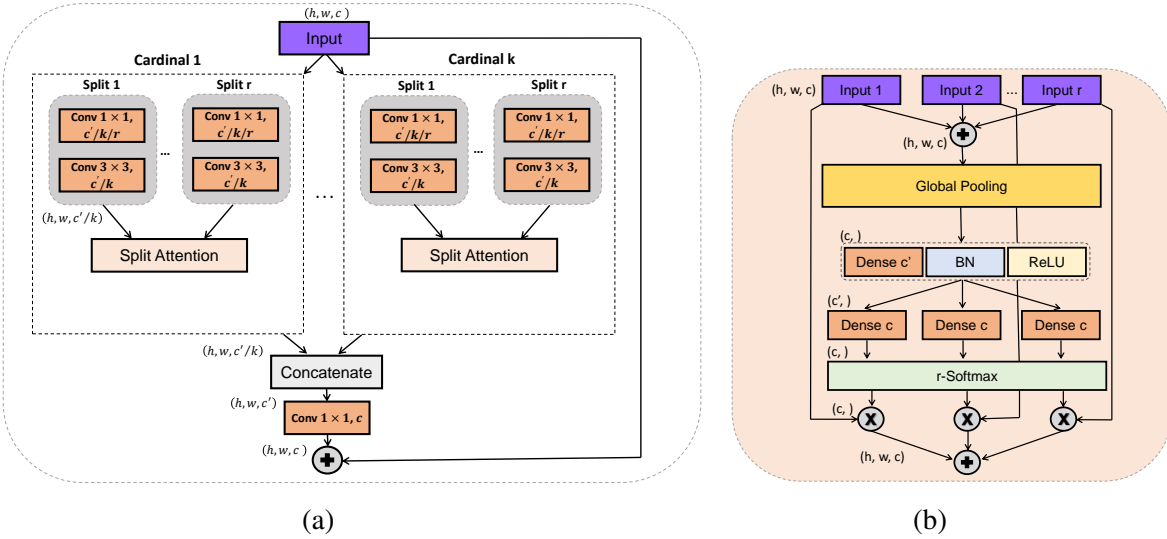 (h, w, c)
Input
Cardinal 1
Cardinal k
Split 1
Split r
Split 1
Split r
Conv 1 × 1,
c′/k/r
Conv 1 × 1,
c′/k/r
Conv 1 × 1,
c′/k/r
Conv 1 × 1,
c′/k/r
...
...
Conv 3 × 3,
c′/k
Conv 3 × 3,
c′/k
Conv 3 × 3,
c′/k
Conv 3 × 3,
c′/k
. . .
(h, w, c′/k)
Split Attention
Split Attention
(h, w, c′/k)
Concatenate
(h, w, c′)
Conv 1 × 1, c
(h, w, c )
+
(a)
(h, w, c)
Input 1
Input 2
...
Input r
+
(h, w, c)
Global Pooling
(c, )
Dense c'
BN
ReLU
(c', )
Dense c
Dense c
Dense c
(c, )
r-Softmax
(c, )
X
X
X
(h, w, c)
+
(b)